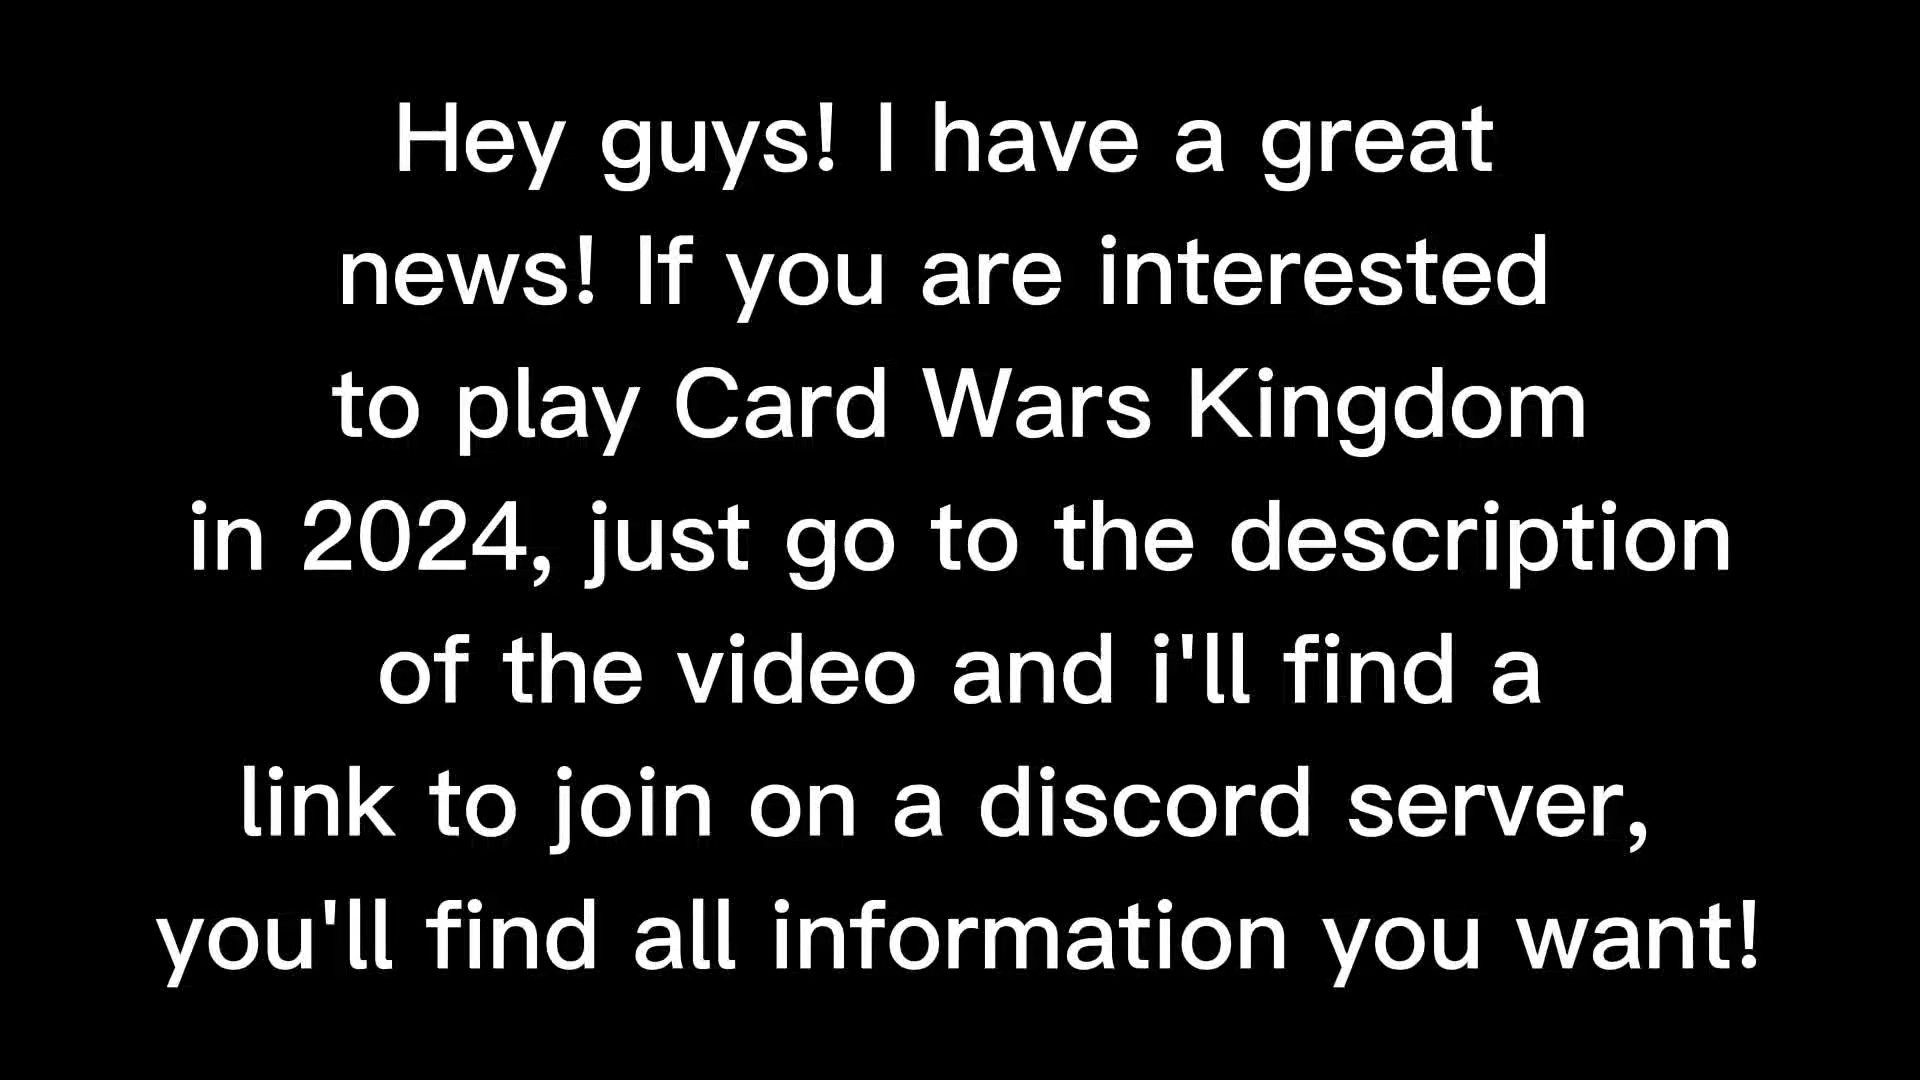 Hey guys! I have a great
news! If you are interested
to play Card Wars Kingdom
in 2024, just go to the description
of the video and i'll find a
link to join on a discord server,
you'll find all information you want!